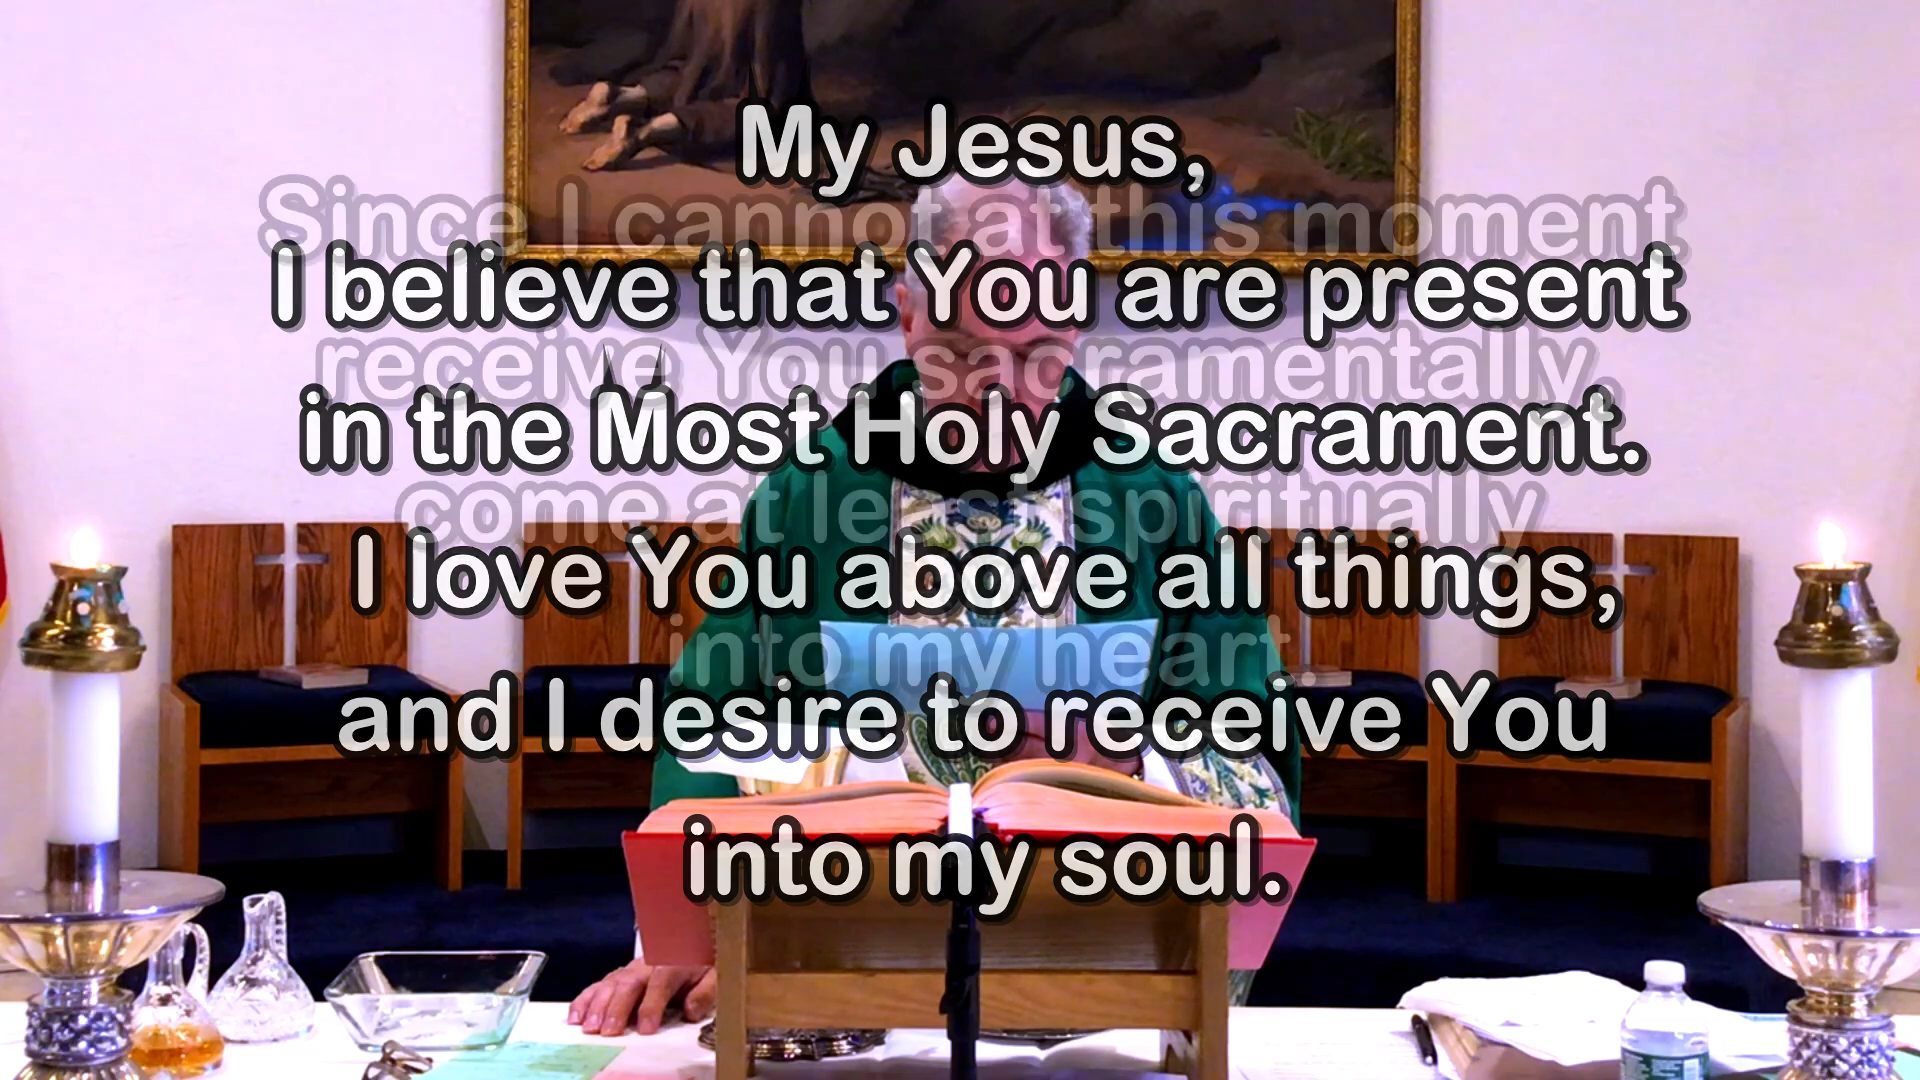 My Jesus,
Since I cannot at this moment
I believe that You are present
receive You sacramentally,
in the Most Holy Sacrament.
come at least spiritually
I love You above all things,
into my heart.
and I desire to receive You
into my soul.